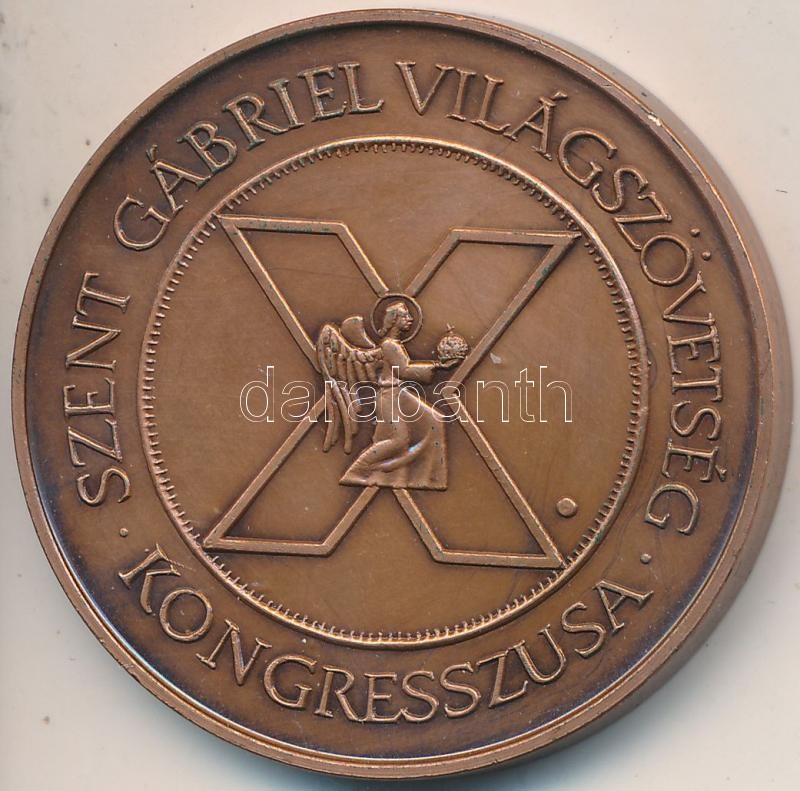 · SZENT GÁBRIEL VILÁGSZÖVETSÉG ·
KONGRESSZUSA
X.
darabanth.